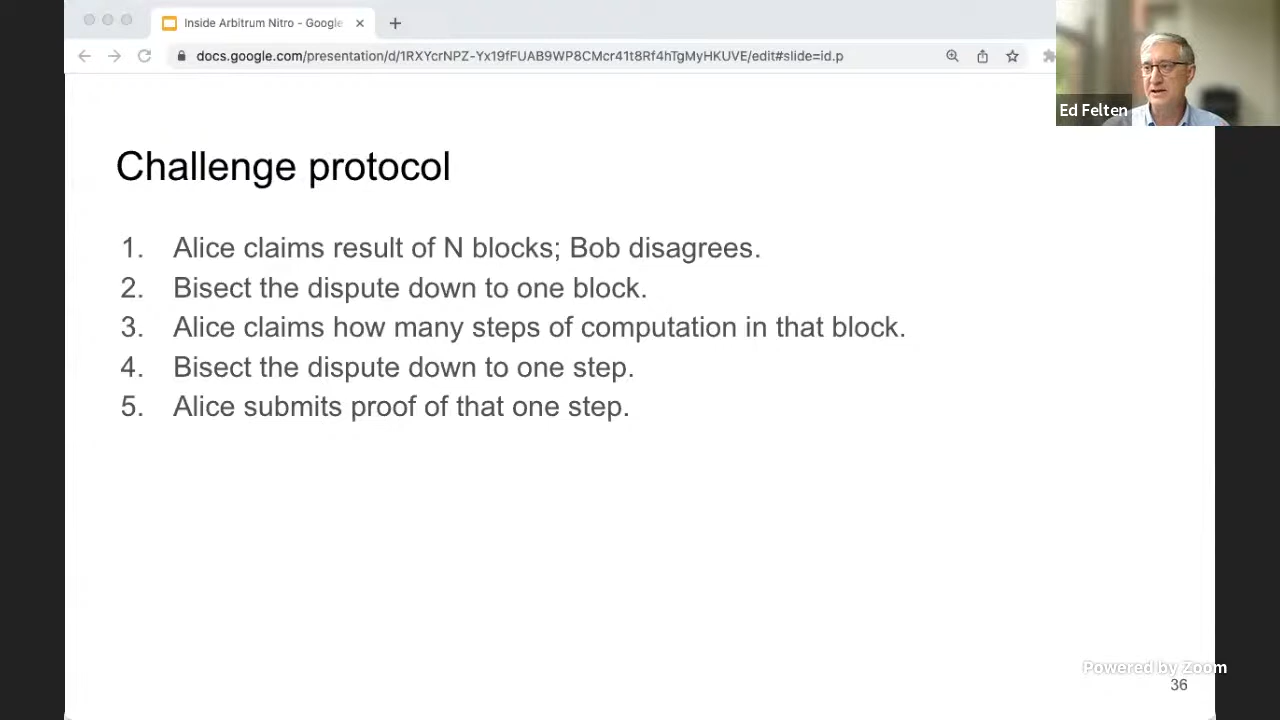 Inside Arbitrum Nitro - Google
docs.google.com/presentation/d/1RXYcrNPZ-Yx19fFUAB9WP8CMcr41t8Rf4hTgMyHKUVE/edit#slide=id.p
Ed Felten
Challenge protocol
1. Alice claims result of N blocks; Bob disagrees.
2. Bisect the dispute down to one block.
3. Alice claims how many steps of computation in that block.
4. Bisect the dispute down to one step.
5. Alice submits proof of that one step.
Powered by Zoom
36